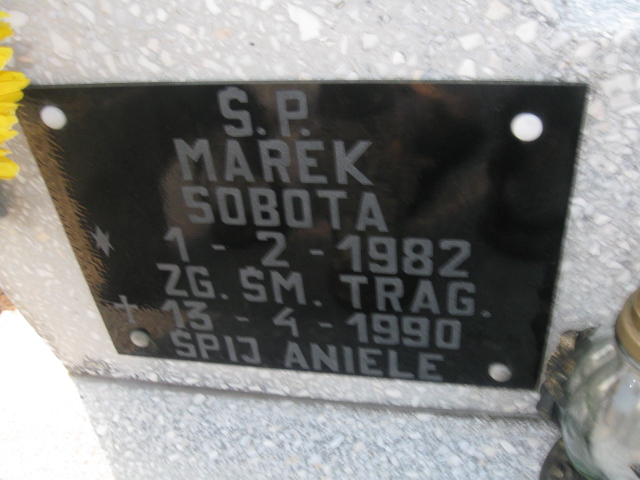 Ś.P.
MAREK
SOBOTA
1-2-1982
ZG. ŚM. TRAG.
13-4-1990
ŚPIJ ANIELE